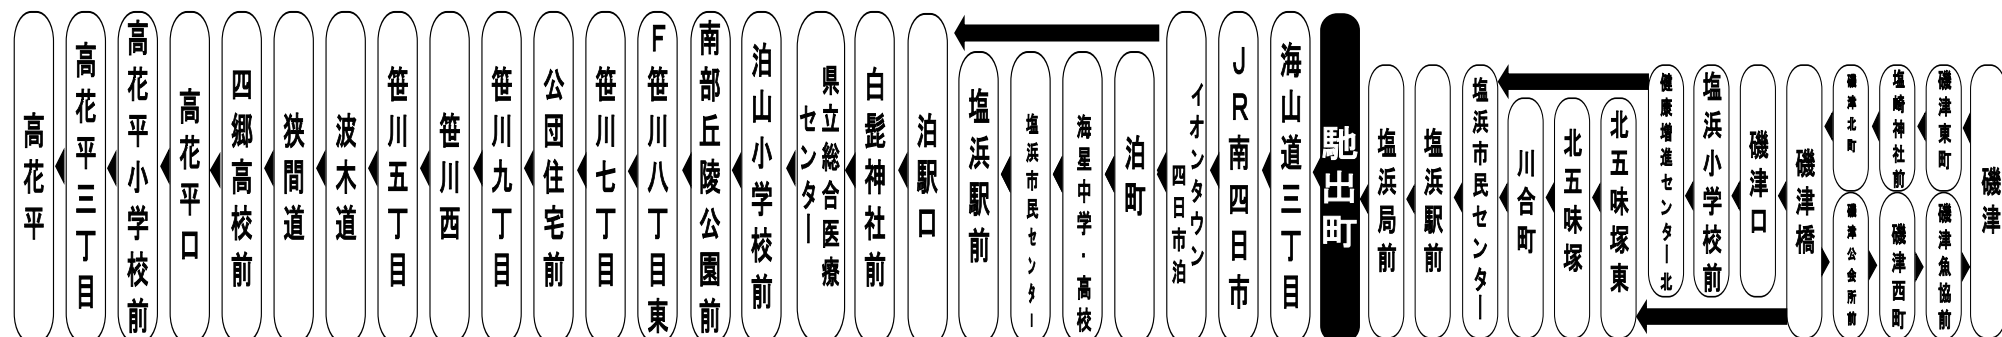 高花平
高花平三丁目
高花平小学校前
高花平口
四郷高校前
狭間道
波木道
笹川五丁目
笹川西
笹川九丁目
公団住宅前
笹川七丁目
F笹川八丁目東
南部丘陵公園前
泊山小学校前
県立総合医療
センター
白髭神社前
泊駅口
塩浜駅前
塩浜市民センター
海星中学・高校
泊町
イオンタウン
四日市泊
JR南四日市
海山道三丁目
馳出町
塩浜局前
塩浜駅前
塩浜市民センター
川合町
北五味塚
北五味塚東
健康増進センター北
塩浜小学校前
磯津口
磯津橋
磯津北町
磯津公会所前
塩崎神社前
磯津西町
磯津東町
磯津魚協前
磯津